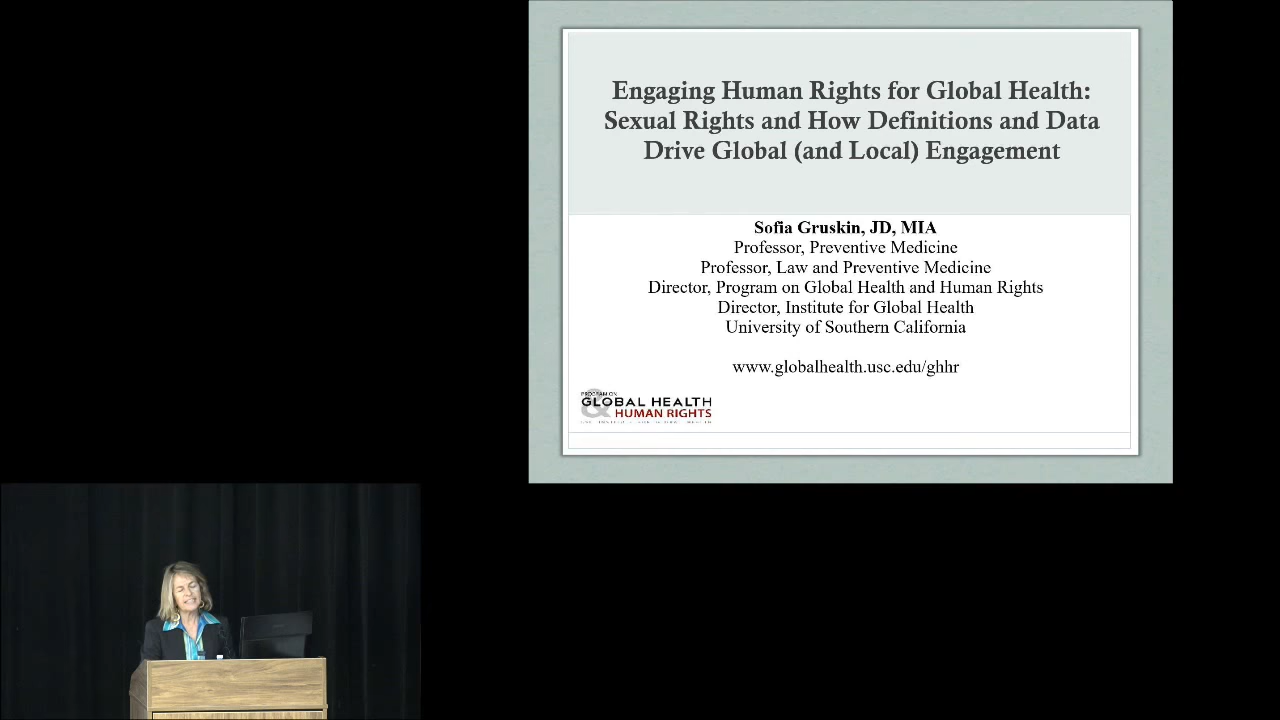 Engaging Human Rights for Global Health:
Sexual Rights and How Definitions and Data
Drive Global (and Local) Engagement
Sofia Gruskin, JD, MIA
Professor, Preventive Medicine
Professor, Law and Preventive Medicine
Director, Program on Global Health and Human Rights
Director, Institute for Global Health
University of Southern California
www.globalhealth.usc.edu/ghhr
PROGRAM ON
GLOBAL HEALTH
& HUMAN RIGHTS